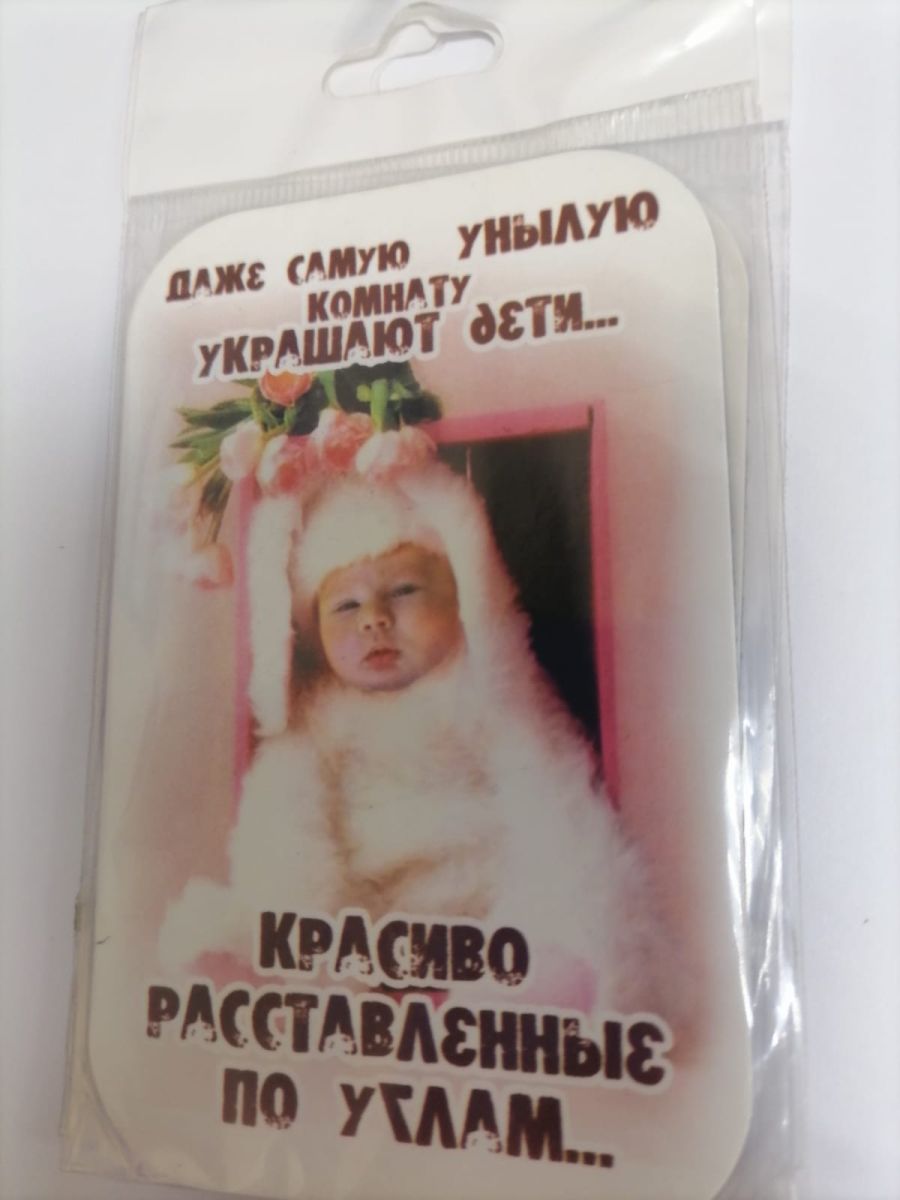 ДАЖЕ САМУЮ УНЫЛУЮ
КОМНАТУ
УКРАШАЮТ ДЕТИ...
КРАСИВО
РАССТАВЛЕННЫЕ
ПО УГЛАМ...